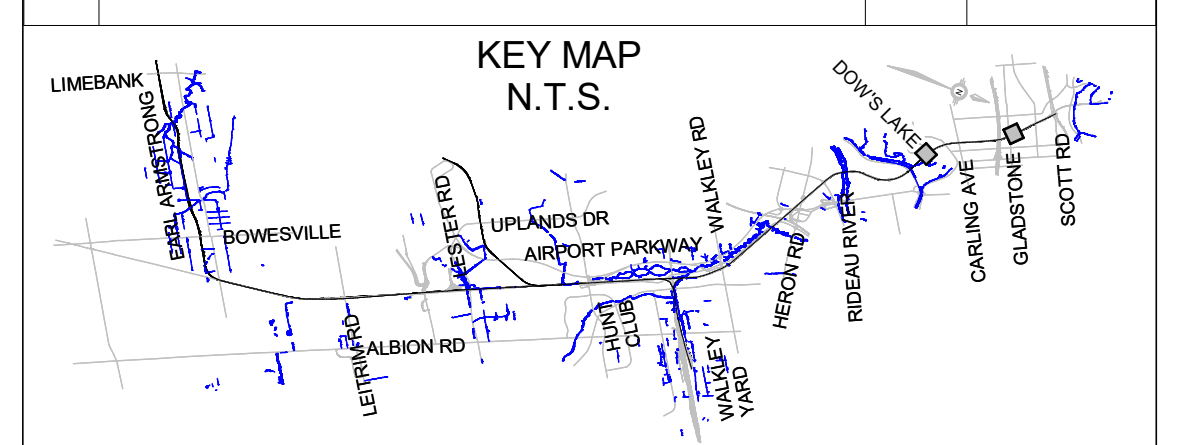 KEY MAP
N.T.S.
LIMEBANK
EARL ARMSTRONG
BOWESVILLE
LESTER RD
UPLANDS DR
AIRPORT PARKWAY
WALKLEY RD
DOW'S LAKE
N
CARLING AVE
GLADSTONE
SCOTT RD
RIDEAU RIVER
HERON RD
HUNT
CLUB
LEITRIM RD
ALBION RD
WALKLEY
YARD